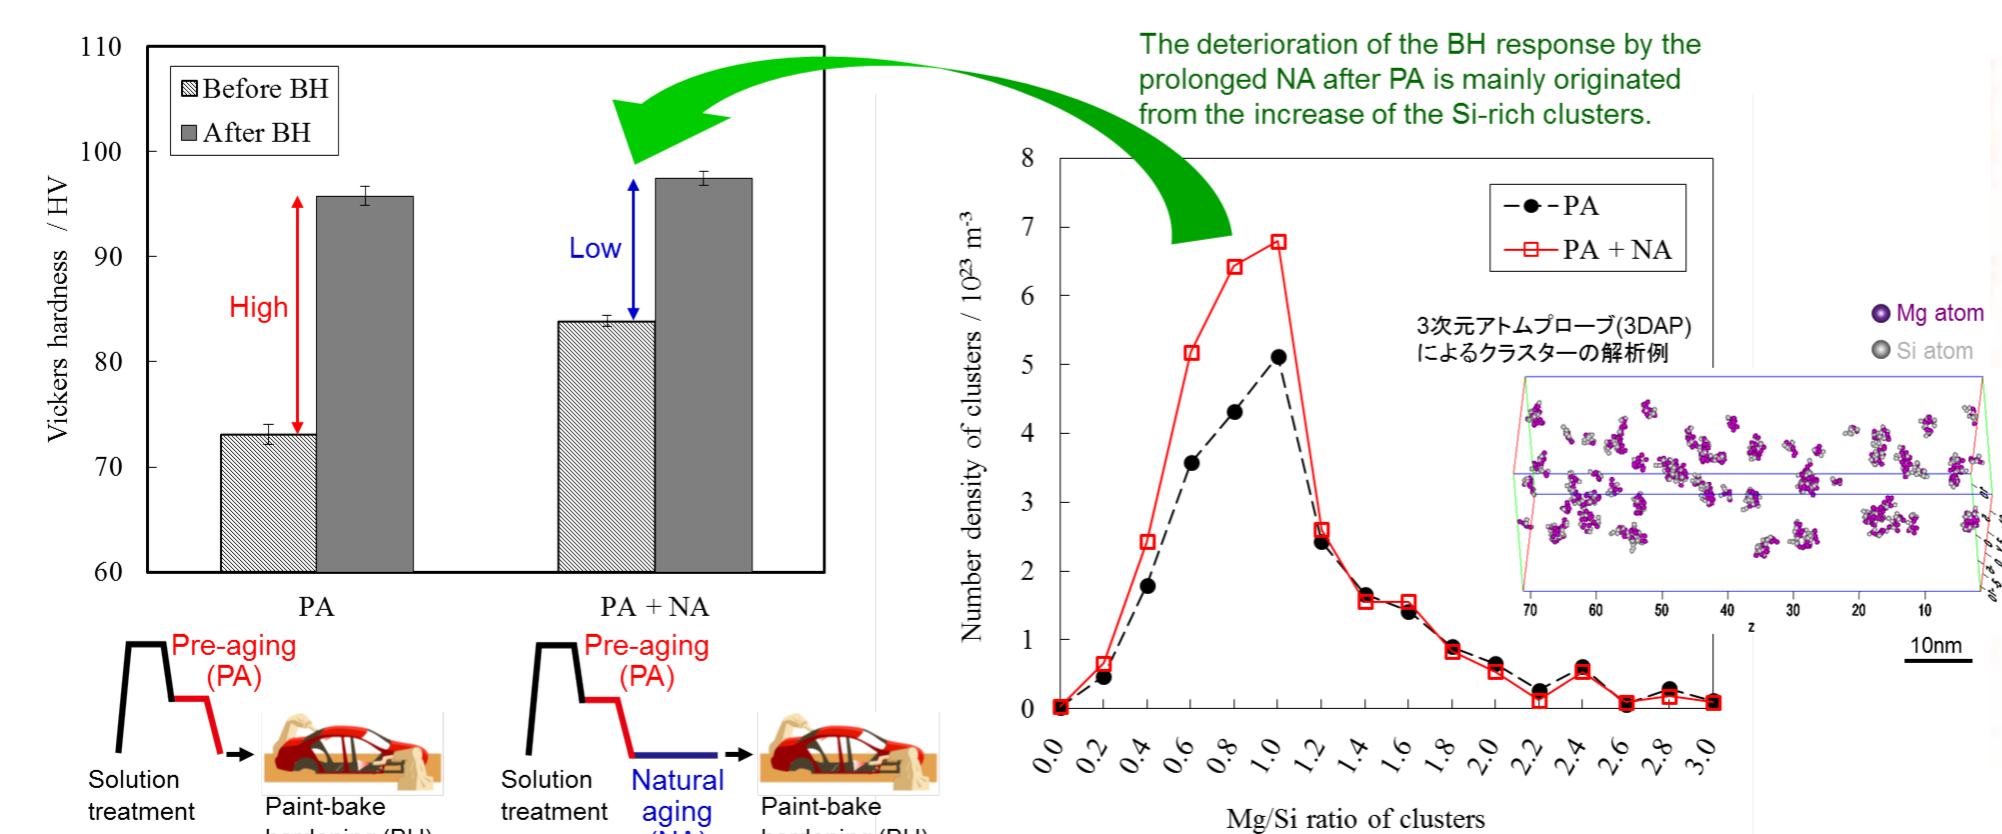 110
100
90
80
70
60
Vickers hardness / HV
Before BH
After BH
High
Low
PA
PA + NA
Pre-aging
(PA)
Solution
treatment
Paint-bake
hardening (BH)
Pre-aging
(PA)
Solution
treatment
Natural
aging
(NA)
Paint-bake
hardening (BH)
The deterioration of the BH response by the
prolonged NA after PA is mainly originated
from the increase of the Si-rich clusters.
8
7
6
5
4
3
2
1
0
Number density of clusters / 10²³ m⁻³
PA
PA + NA
3次元アトムプローブ(3DAP)
によるクラスターの解析例
Mg atom
Si atom
70 60 50 40 30 20 10
z
10nm
0.0 0.2 0.4 0.6 0.8 1.0 1.2 1.4 1.6 1.8 2.0 2.2 2.4 2.6 2.8 3.0
Mg/Si ratio of clusters